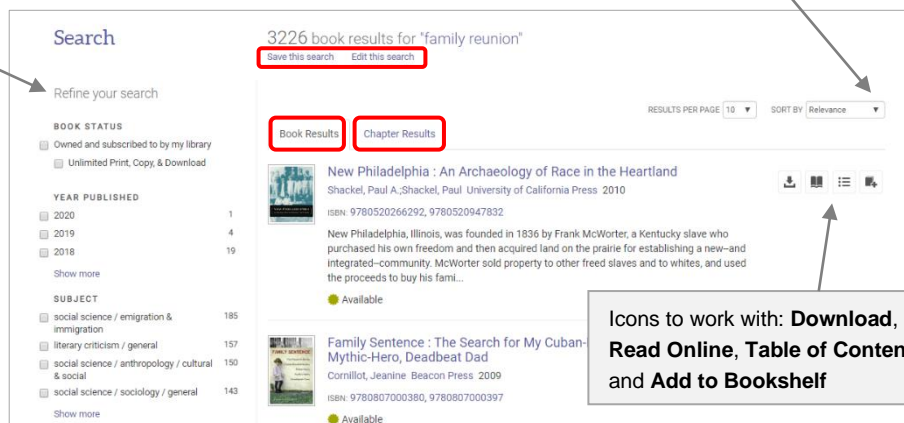 Search
Refine your search
BOOK STATUS
Owned and subscribed to by my library
Unlimited Print, Copy, & Download
YEAR PUBLISHED
2020 1
2019 4
2018 19
Show more
SUBJECT
social science / emigration & 185
immigration
literary criticism / general 157
social science / anthropology / cultural 150
& social
social science / sociology / general 143
Show more
3226 book results for "family reunion"
Save this search Edit this search
RESULTS PER PAGE 10 SORT BY Relevance
Book Results Chapter Results
New Philadelphia : An Archaeology of Race in the Heartland
Shackel, Paul A.;Shackel, Paul University of California Press 2010
ISBN: 9780520266292, 9780520947832
New Philadelphia, Illinois, was founded in 1836 by Frank McWorter, a Kentucky slave who
purchased his own freedom and then acquired land on the prairie for establishing a new–and
integrated–community. McWorter sold property to other freed slaves and to whites, and used
the proceeds to buy his fami...
Available
Family Sentence : The Search for My Cuban-
Mythic-Hero, Deadbeat Dad
Cornillot, Jeanine Beacon Press 2009
ISBN: 9780807000380, 9780807000397
Available
Icons to work with: Download,
Read Online, Table of Conten
and Add to Bookshelf